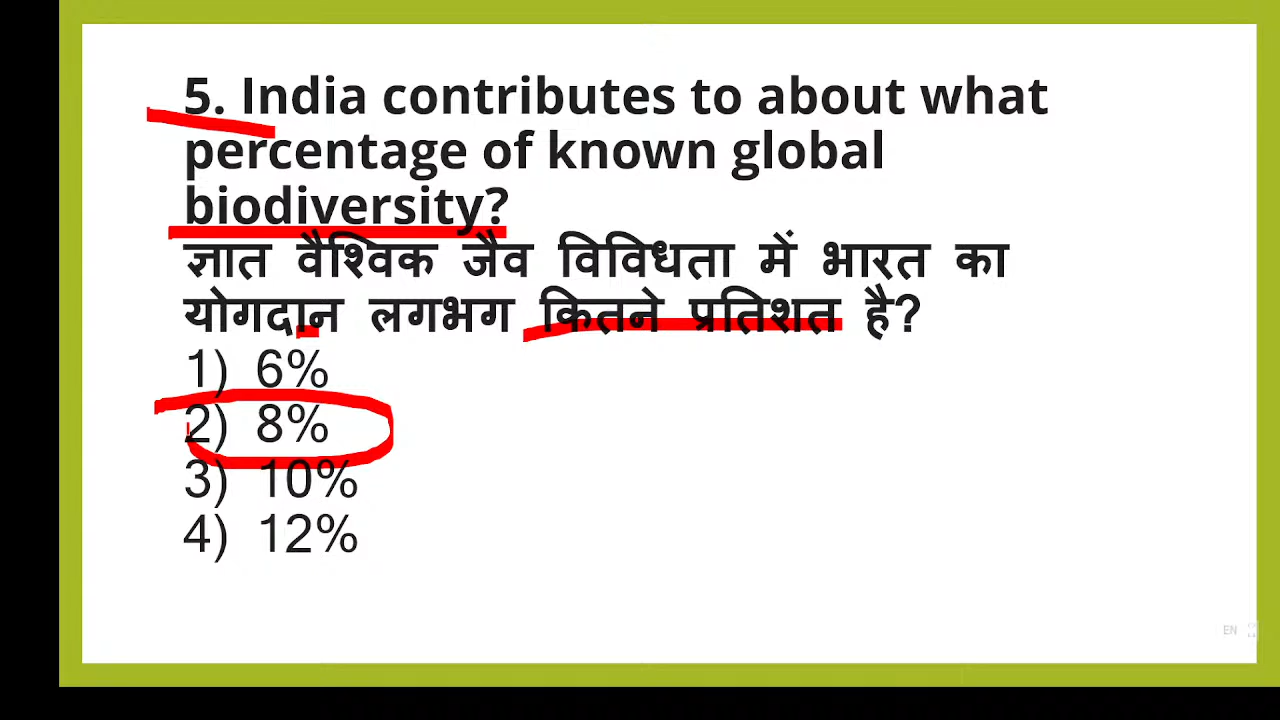 5. India contributes to about what
percentage of known global
biodiversity?
ज्ञात वैश्विक जैव विविधता में भारत का
योगदान लगभग कितने प्रतिशत है?
1) 6%
2) 8%
3) 10%
4) 12%
EN